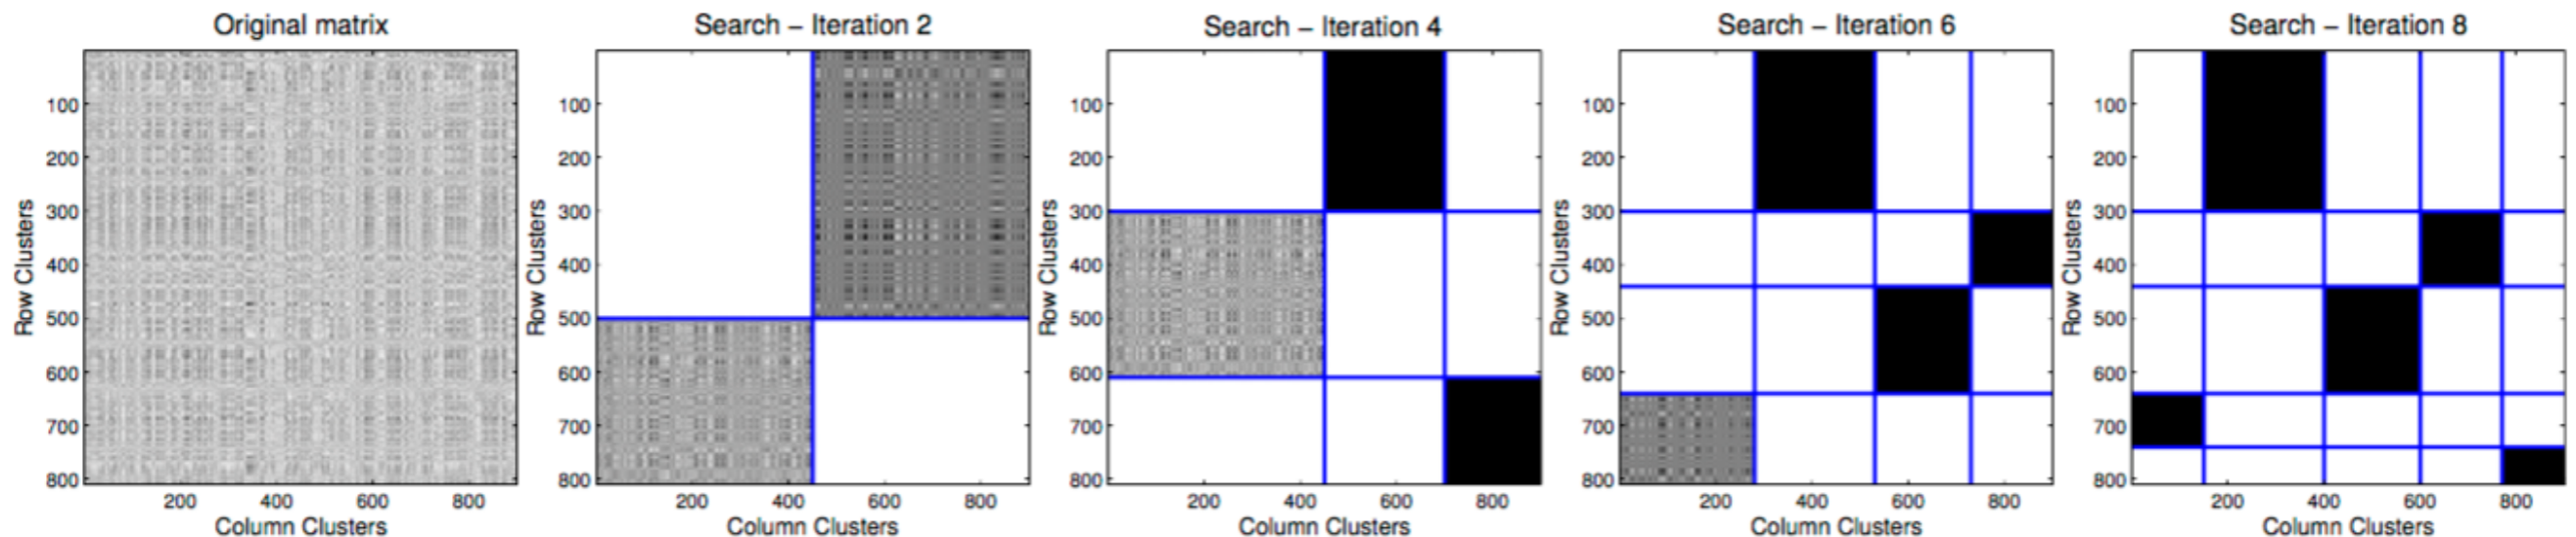 Original matrix
Row Clusters
100
200
300
400
500
600
700
800
200 400 600 800
Column Clusters
Search – Iteration 2
Row Clusters
100
200
300
400
500
600
700
800
200 400 600 800
Column Clusters
Search – Iteration 4
Row Clusters
100
200
300
400
500
600
700
800
200 400 600 800
Column Clusters
Search – Iteration 6
Row Clusters
100
200
300
400
500
600
700
800
200 400 600 800
Column Clusters
Search – Iteration 8
Row Clusters
100
200
300
400
500
600
700
800
200 400 600 800
Column Clusters